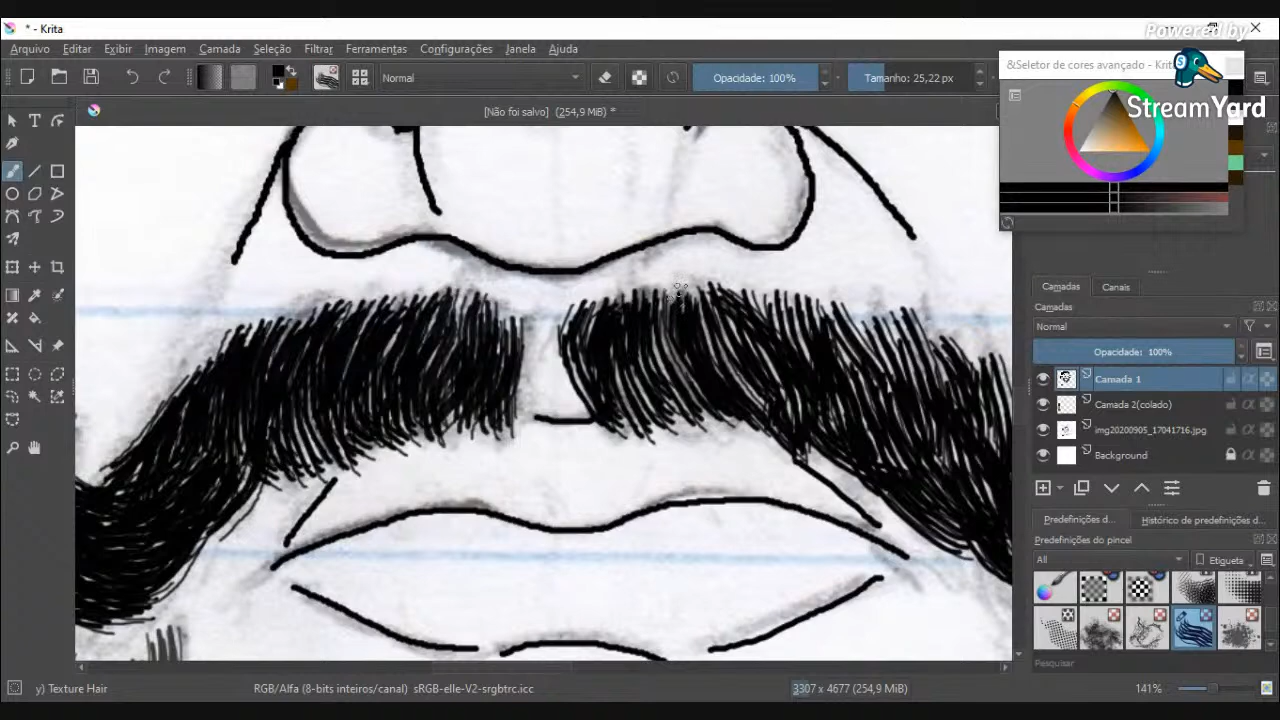 * - Krita
Powered by
Arquivo Editar Exibir Imagem Camada Seleção Filtrar Ferramentas Configurações Janela Ajuda
&Seletor de cores avançado - Krita
StreamYard
Normal
Opacidade: 100%
Tamanho: 25,22 px
[Não foi salvo] (254,9 MiB) *
Camadas Canais
Camadas
Normal
Opacidade: 100%
Camada 1
Camada 2(colado)
img20200905_17041716.jpg
Background
Predefinições d... Histórico de predefinições d...
Predefinições do pincel
All
Etiqueta
Pesquisar
y) Texture Hair
RGB/Alfa (8-bits inteiros/canal) sRGB-elle-V2-srgbtrc.icc
3307 x 4677 (254,9 MiB)
141%